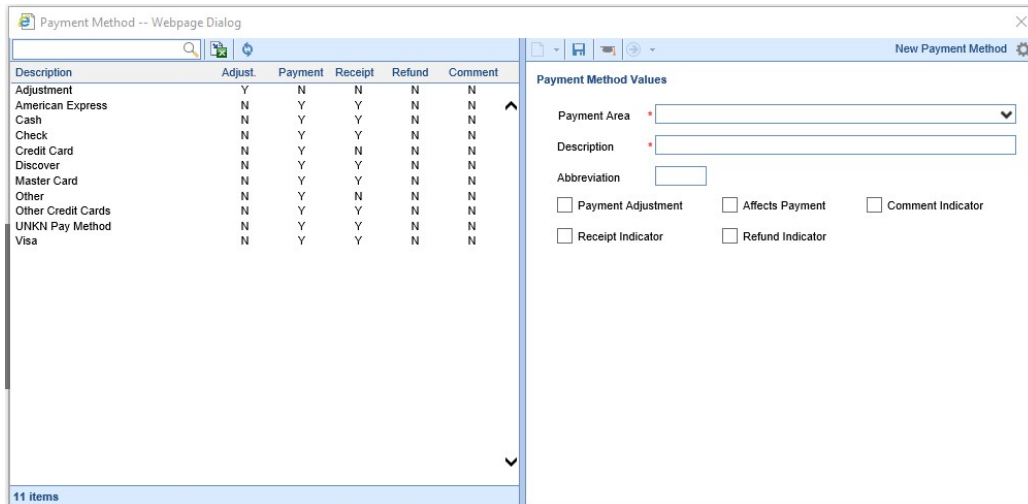 Payment Method -- Webpage Dialog
New Payment Method
Description Adjust. Payment Receipt Refund Comment
Adjustment Y N N N N
American Express N Y Y N N
Cash N Y Y N N
Check N Y Y N N
Credit Card N Y N N N
Discover N Y Y N N
Master Card N Y Y N N
Other N Y N N N
Other Credit Cards N Y Y N N
UNKN Pay Method N Y Y N N
Visa N Y Y N N
11 items
Payment Method Values
Payment Area *
Description *
Abbreviation
Payment Adjustment Affects Payment Comment Indicator
Receipt Indicator Refund Indicator